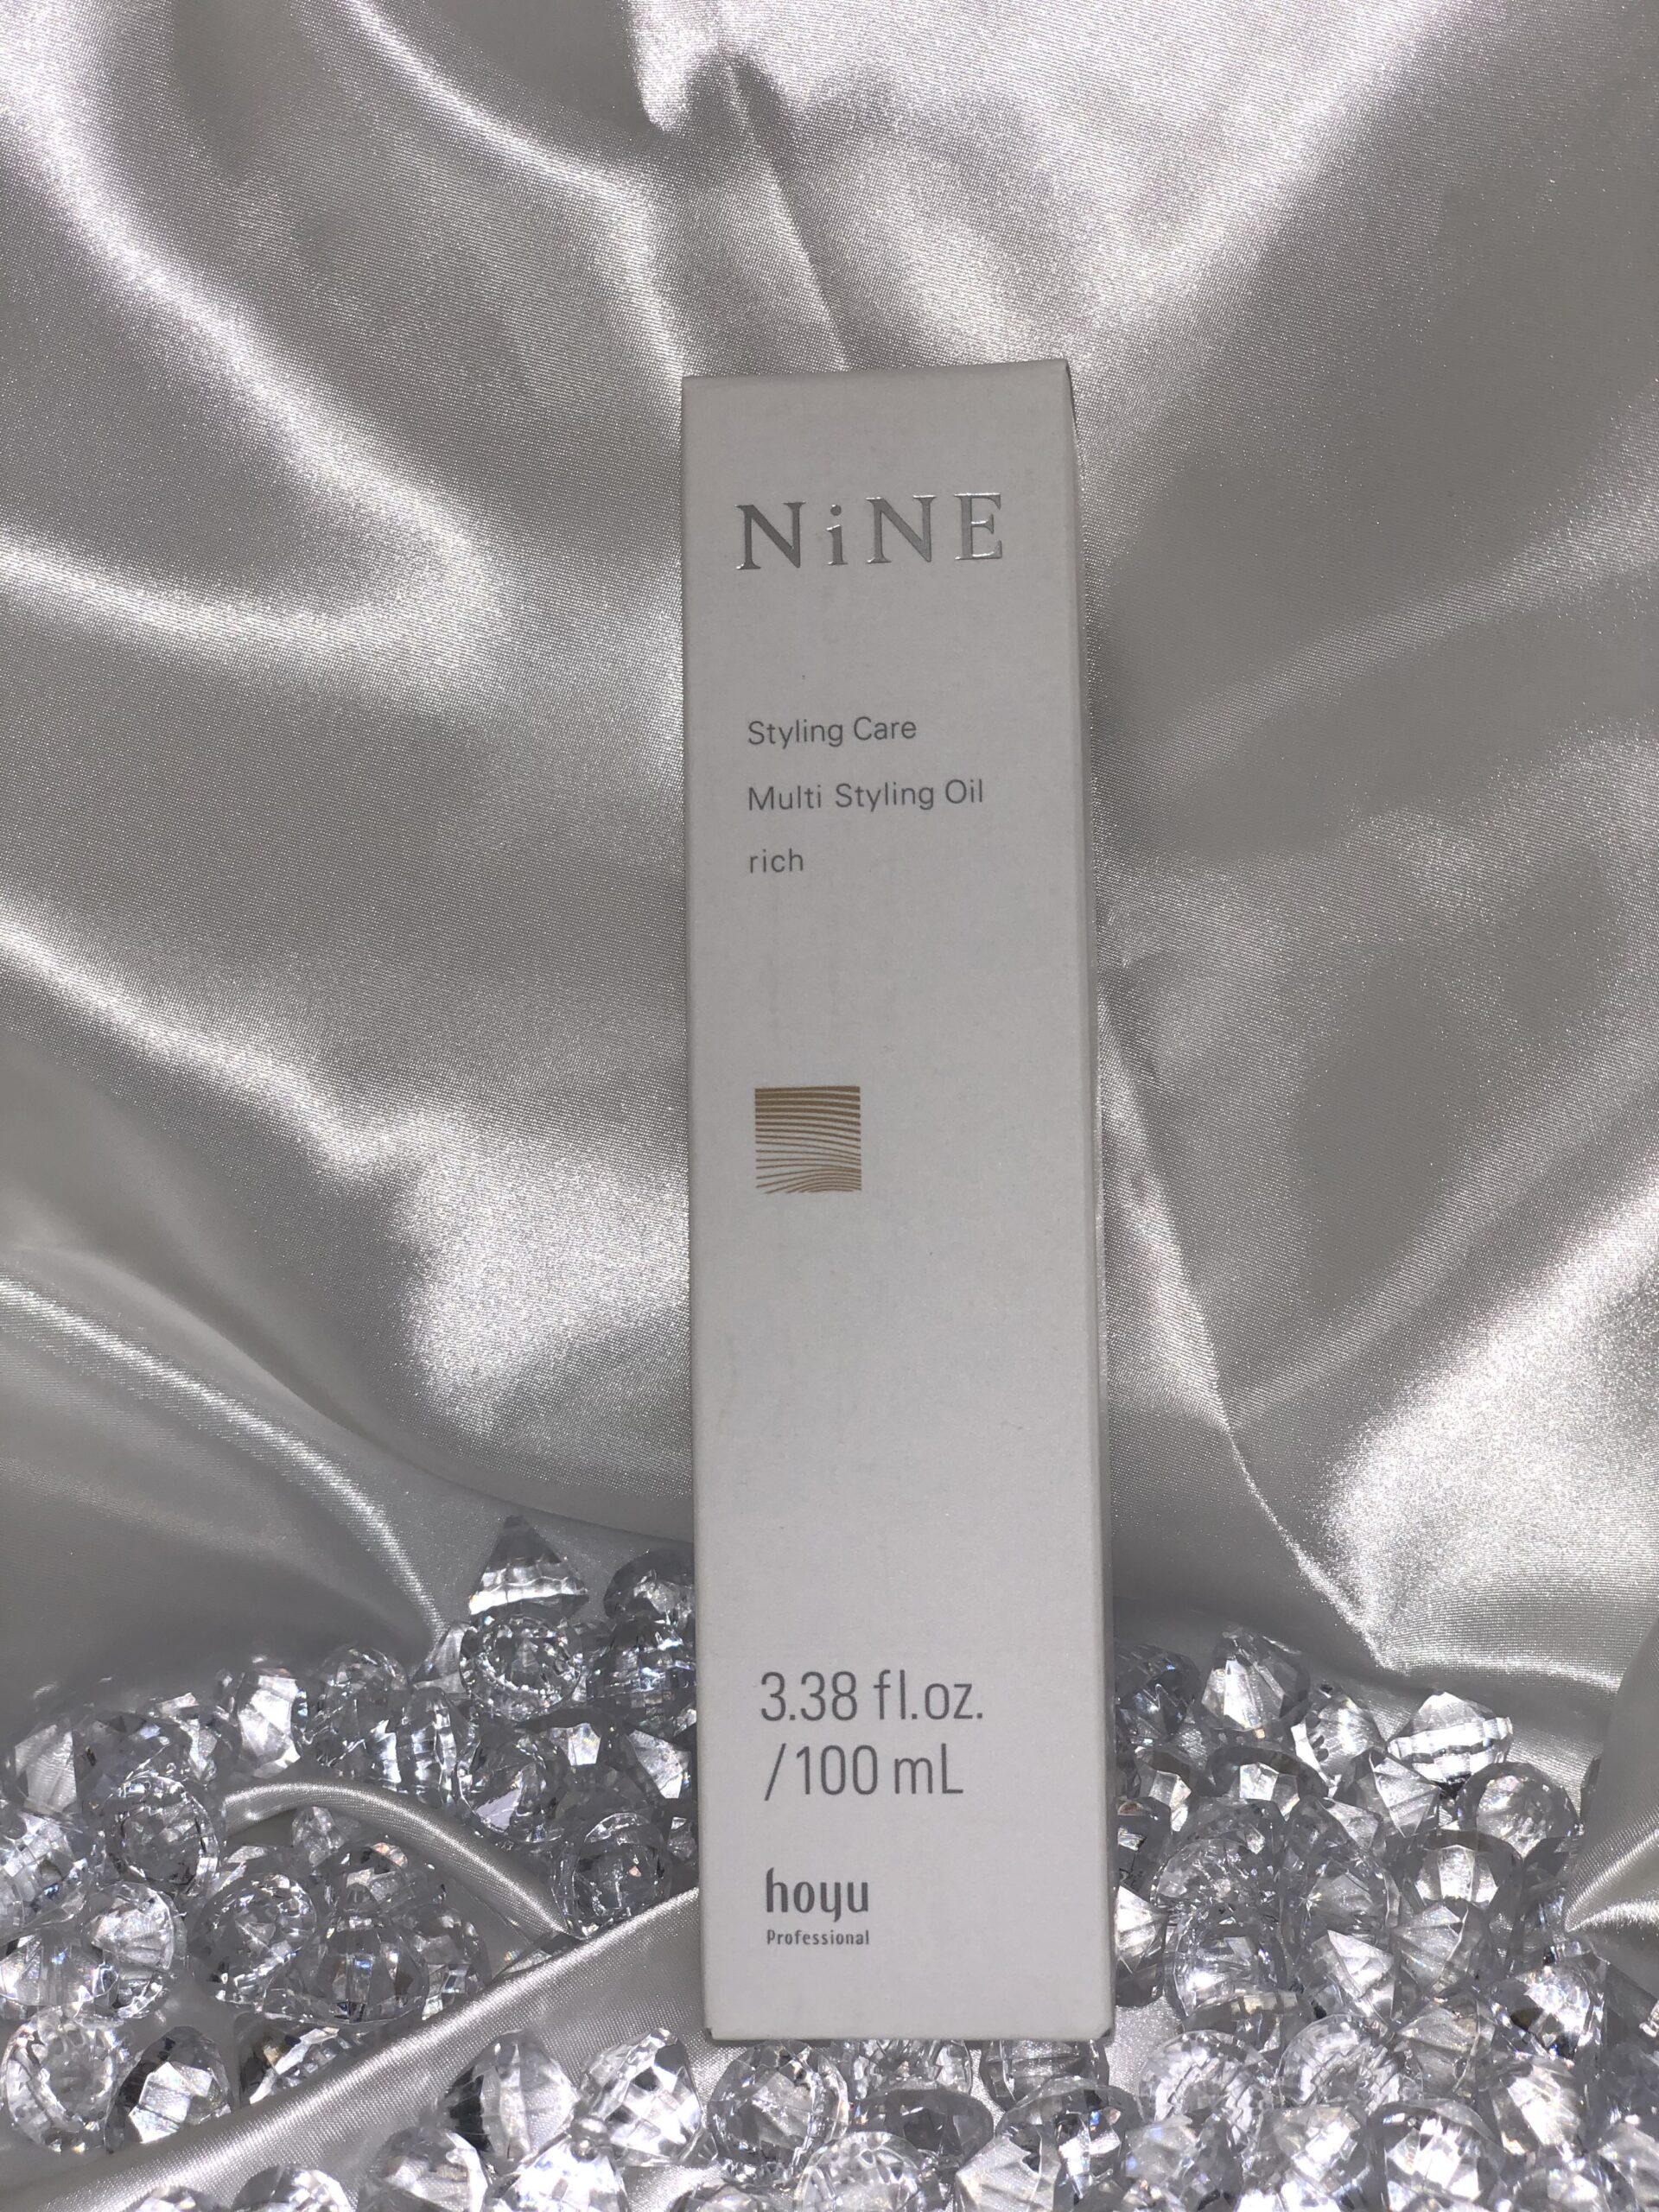 NiNE
Styling Care
Multi Styling Oil
rich
3.38 fl.oz.
/100 mL
hoyu
Professional